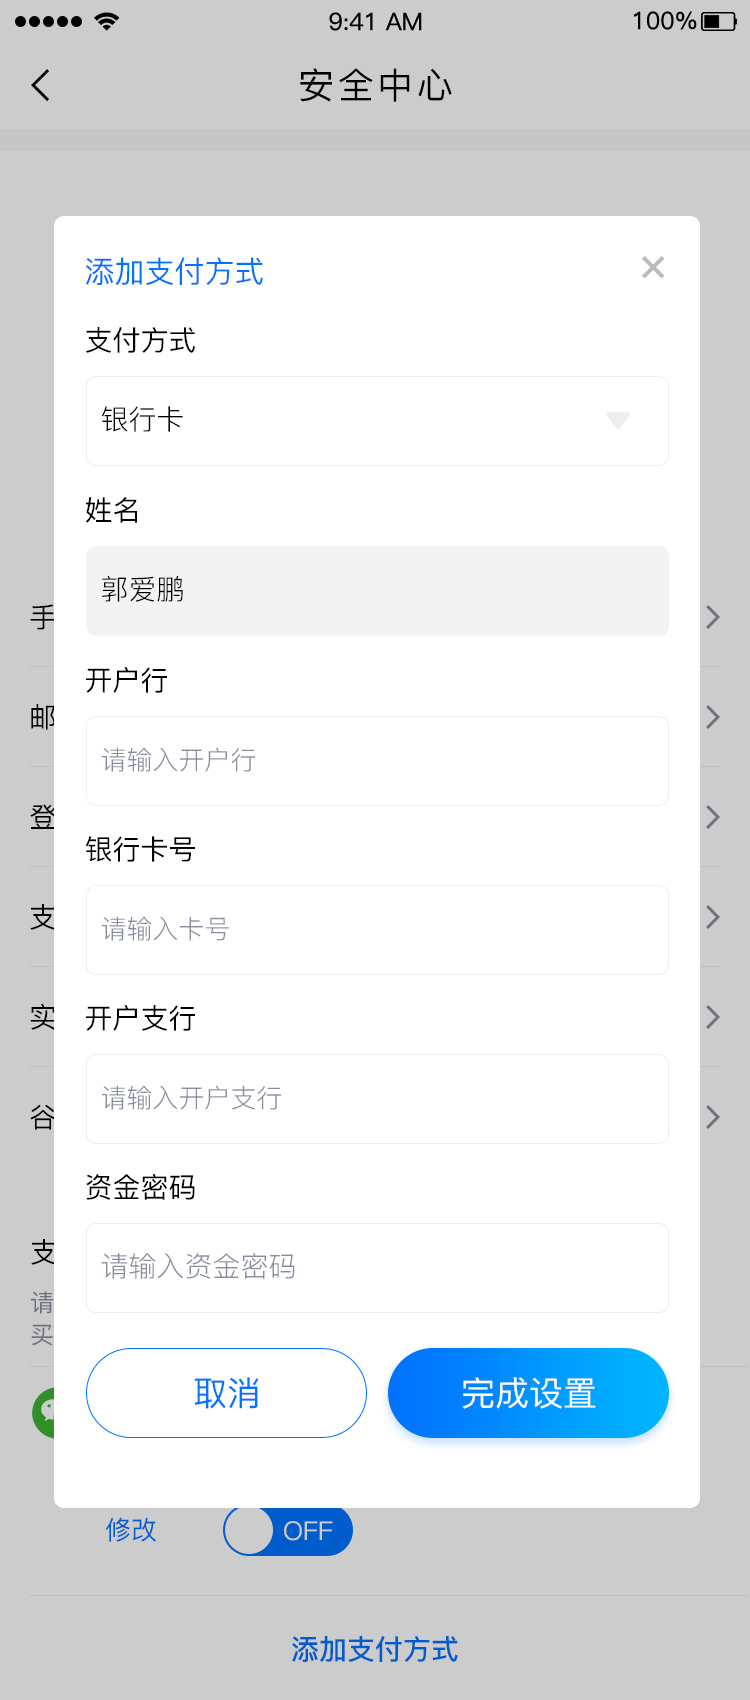 9:41 AM
100%
安全中心
添加支付方式
支付方式
银行卡
姓名
郭爱鹏
手
开户行
邮
请输入开户行
登
银行卡号
支
请输入卡号
实
开户支行
请输入开户支行
谷
资金密码
支
请输入资金密码
请
买
取消
完成设置
修改
OFF
添加支付方式